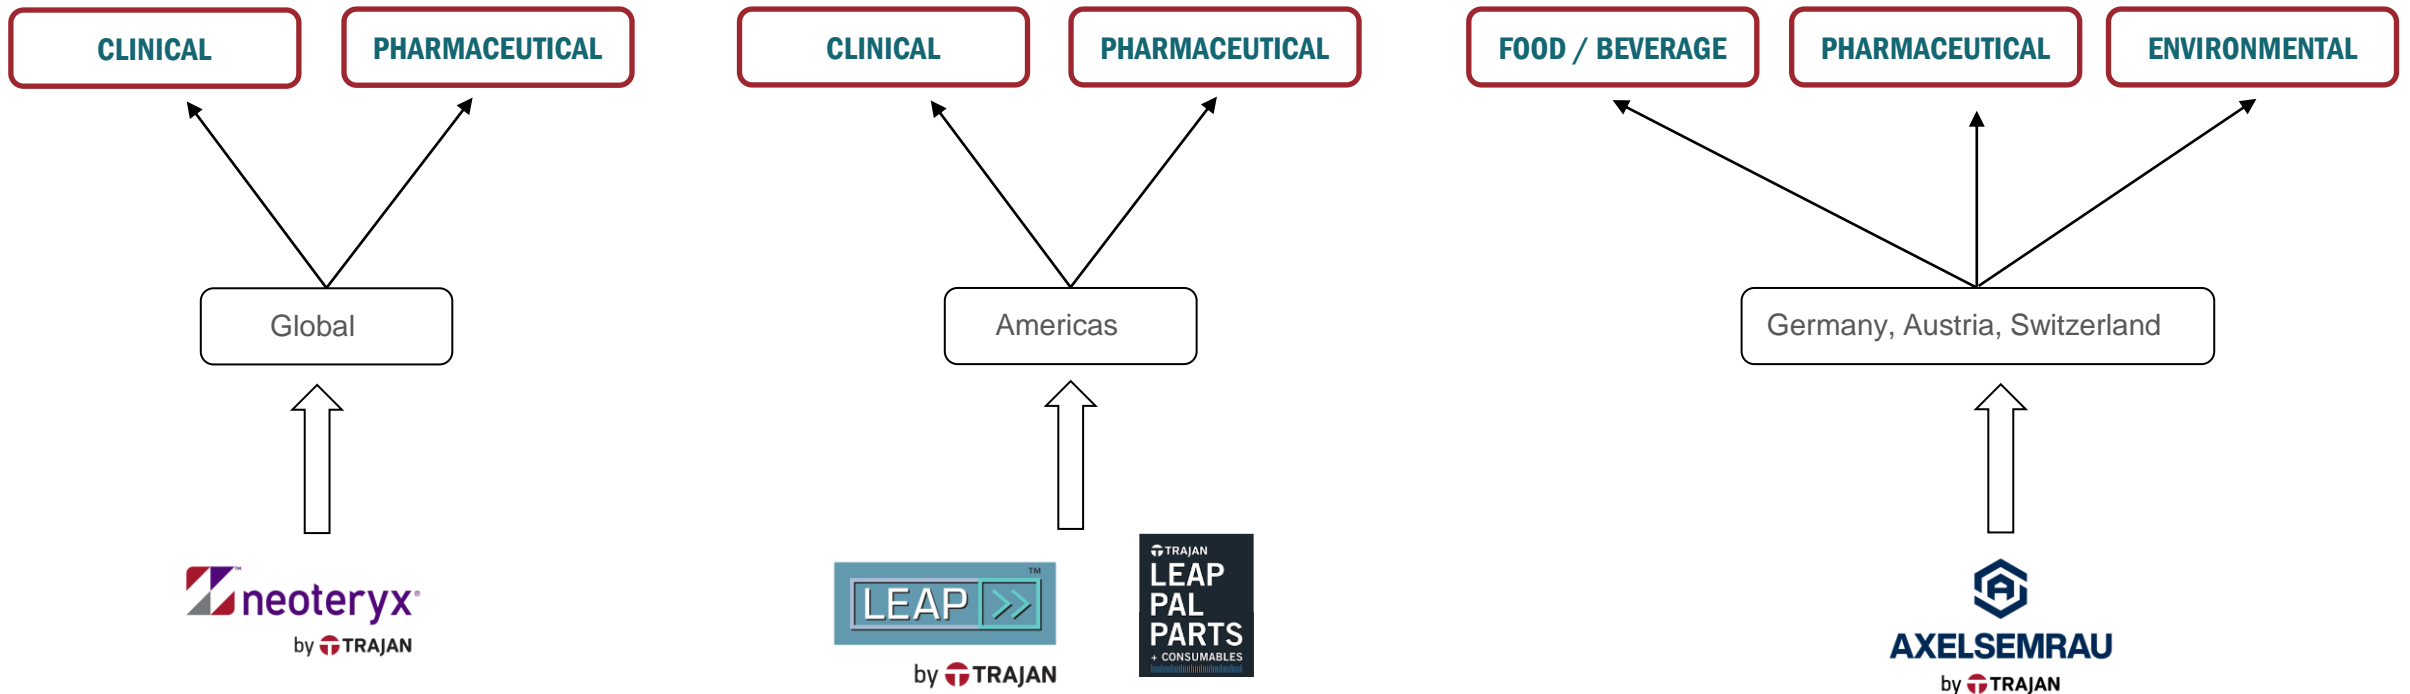 CLINICAL
PHARMACEUTICAL
CLINICAL
PHARMACEUTICAL
FOOD / BEVERAGE
PHARMACEUTICAL
ENVIRONMENTAL
Global
Americas
Germany, Austria, Switzerland
neoteryx
by TRAJAN
LEAP >> TM
by TRAJAN
TRAJAN
LEAP
PAL
PARTS
+ CONSUMABLES
AXELSEMRAU
by TRAJAN